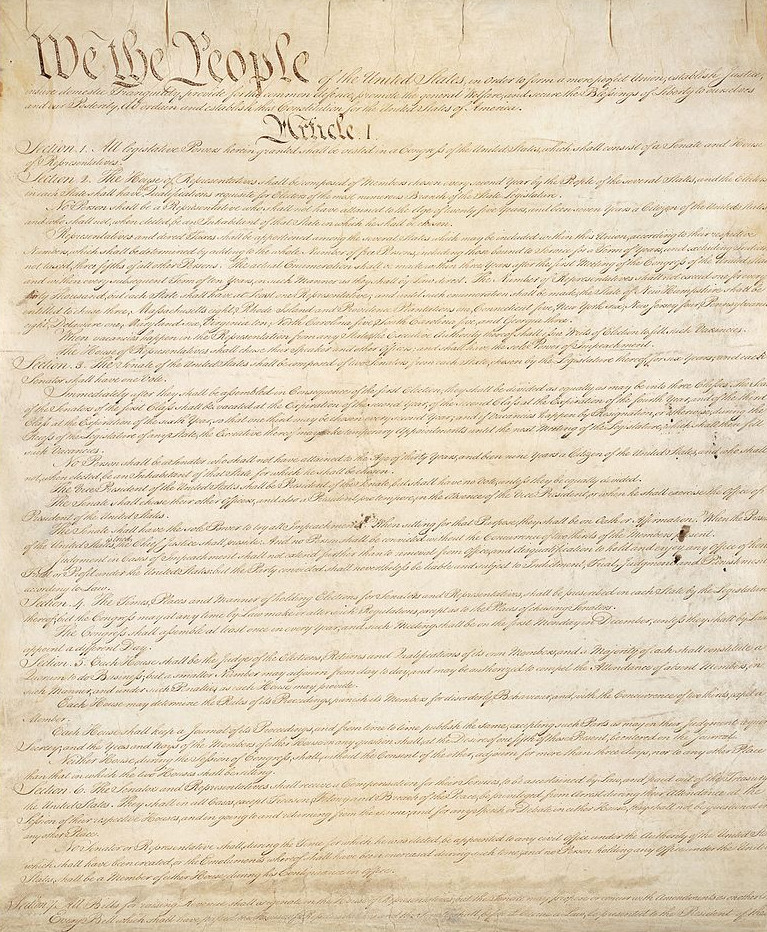 We the People of the United States, in Order to form a more perfect Union, establish Justice,
insure domestic Tranquility, provide for the common defence, promote the general Welfare, and secure the Blessings of Liberty to ourselves
and our Posterity, do ordain and establish this Constitution for the United States of America.
Article. I.
Section. 1. All legislative Powers herein granted shall be vested in a Congress of the United States, which shall consist of a Senate and House
of Representatives.
Section. 2. The House of Representatives shall be composed of Members chosen every second Year by the People of the several States, and the Electors
in each State shall have the Qualifications requisite for Electors of the most numerous Branch of the State Legislature.
No Person shall be a Representative who shall not have attained to the Age of twenty five Years, and been seven Years a Citizen of the United States,
and who shall not, when elected, be an Inhabitant of that State in which he shall be chosen.
Representatives and direct Taxes shall be apportioned among the several States which may be included within this Union, according to their respective
Numbers, which shall be determined by adding to the whole Number of free Persons, including those bound to Service for a Term of Years, and excluding Indians
not taxed, three fifths of all other Persons. The actual Enumeration shall be made within three Years after the first Meeting of the Congress of the United States,
and within every subsequent Term of ten Years, in such Manner as they shall by Law direct. The Number of Representatives shall not exceed one for every
thirty Thousand, but each State shall have at Least one Representative; and until such enumeration shall be made, the State of New Hampshire shall be
entitled to chuse three, Massachusetts eight, Rhode Island and Providence Plantations one, Connecticut five, New York six, New Jersey four, Pennsylvania
eight, Delaware one, Maryland six, Virginia ten, North Carolina five, South Carolina five, and Georgia three.
When vacancies happen in the Representation from any State, the Executive Authority thereof shall issue Writs of Election to fill such Vacancies.
The House of Representatives shall chuse their Speaker and other Officers; and shall have the sole Power of Impeachment.
Section. 3. The Senate of the United States shall be composed of two Senators from each State, chosen by the Legislature thereof, for six Years; and each
Senator shall have one Vote.
Immediately after they shall be assembled in Consequence of the first Election, they shall be divided as equally as may be into three Classes. The Seats
of the Senators of the first Class shall be vacated at the Expiration of the second Year, of the second Class at the Expiration of the fourth Year, and of the third
Class at the Expiration of the sixth Year, so that one third may be chosen every second Year; and if Vacancies happen by Resignation, or otherwise, during the
Recess of the Legislature of any State, the Executive thereof may make temporary Appointments until the next Meeting of the Legislature, which shall then fill
such Vacancies.
No Person shall be a Senator who shall not have attained to the Age of thirty Years, and been nine Years a Citizen of the United States, and who shall
not, when elected, be an Inhabitant of that State for which he shall be chosen.
The Vice President of the United States shall be President of the Senate, but shall have no Vote, unless they be equally divided.
The Senate shall chuse their other Officers, and also a President pro tempore, in the Absence of the Vice President, or when he shall exercise the Office of
President of the United States.
The Senate shall have the sole Power to try all Impeachments. When sitting for that Purpose, they shall be on Oath or Affirmation. When the President
of the United States is tried, the Chief Justice shall preside: And no Person shall be convicted without the Concurrence of two thirds of the Members present.
Judgment in Cases of Impeachment shall not extend further than to removal from Office, and disqualification to hold and enjoy any Office of honor,
Trust or Profit under the United States: but the Party convicted shall nevertheless be liable and subject to Indictment, Trial, Judgment and Punishment,
according to Law.
Section. 4. The Times, Places and Manner of holding Elections for Senators and Representatives, shall be prescribed in each State by the Legislature
thereof; but the Congress may at any time by Law make or alter such Regulations, except as to the Places of chusing Senators.
The Congress shall assemble at least once in every Year, and such Meeting shall be on the first Monday in December, unless they shall by Law
appoint a different Day.
Section. 5. Each House shall be the Judge of the Elections, Returns and Qualifications of its own Members, and a Majority of each shall constitute a
Quorum to do Business; but a smaller Number may adjourn from day to day, and may be authorized to compel the Attendance of absent Members, in
such Manner, and under such Penalties as each House may provide.
Each House may determine the Rules of its Proceedings, punish its Members for disorderly Behaviour, and, with the Concurrence of two thirds, expel a
Member.
Each House shall keep a Journal of its Proceedings, and from time to time publish the same, excepting such Parts as may in their Judgment require
Secrecy; and the Yeas and Nays of the Members of either House on any question shall, at the Desire of one fifth of those Present, be entered on the Journal.
Neither House, during the Session of Congress, shall, without the Consent of the other, adjourn for more than three days, nor to any other Place
than that in which the two Houses shall be sitting.
Section. 6. The Senators and Representatives shall receive a Compensation for their Services, to be ascertained by Law, and paid out of the Treasury
of the United States. They shall in all Cases, except Treason, Felony and Breach of the Peace, be privileged from Arrest during their Attendance at the
Session of their respective Houses, and in going to and returning from the same; and for any Speech or Debate in either House, they shall not be questioned in
any other Place.
No Senator or Representative shall, during the Time for which he was elected, be appointed to any civil Office under the Authority of the United States,
which shall have been created, or the Emoluments whereof shall have been encreased during such time; and no Person holding any Office under the United
States, shall be a Member of either House during his Continuance in Office.
Section. 7. All Bills for raising Revenue shall originate in the House of Representatives; but the Senate may propose or concur with Amendments as on other
Every Bill which shall have passed the House of Representatives and the Senate, shall, before it become a Law, be presented to the President of the